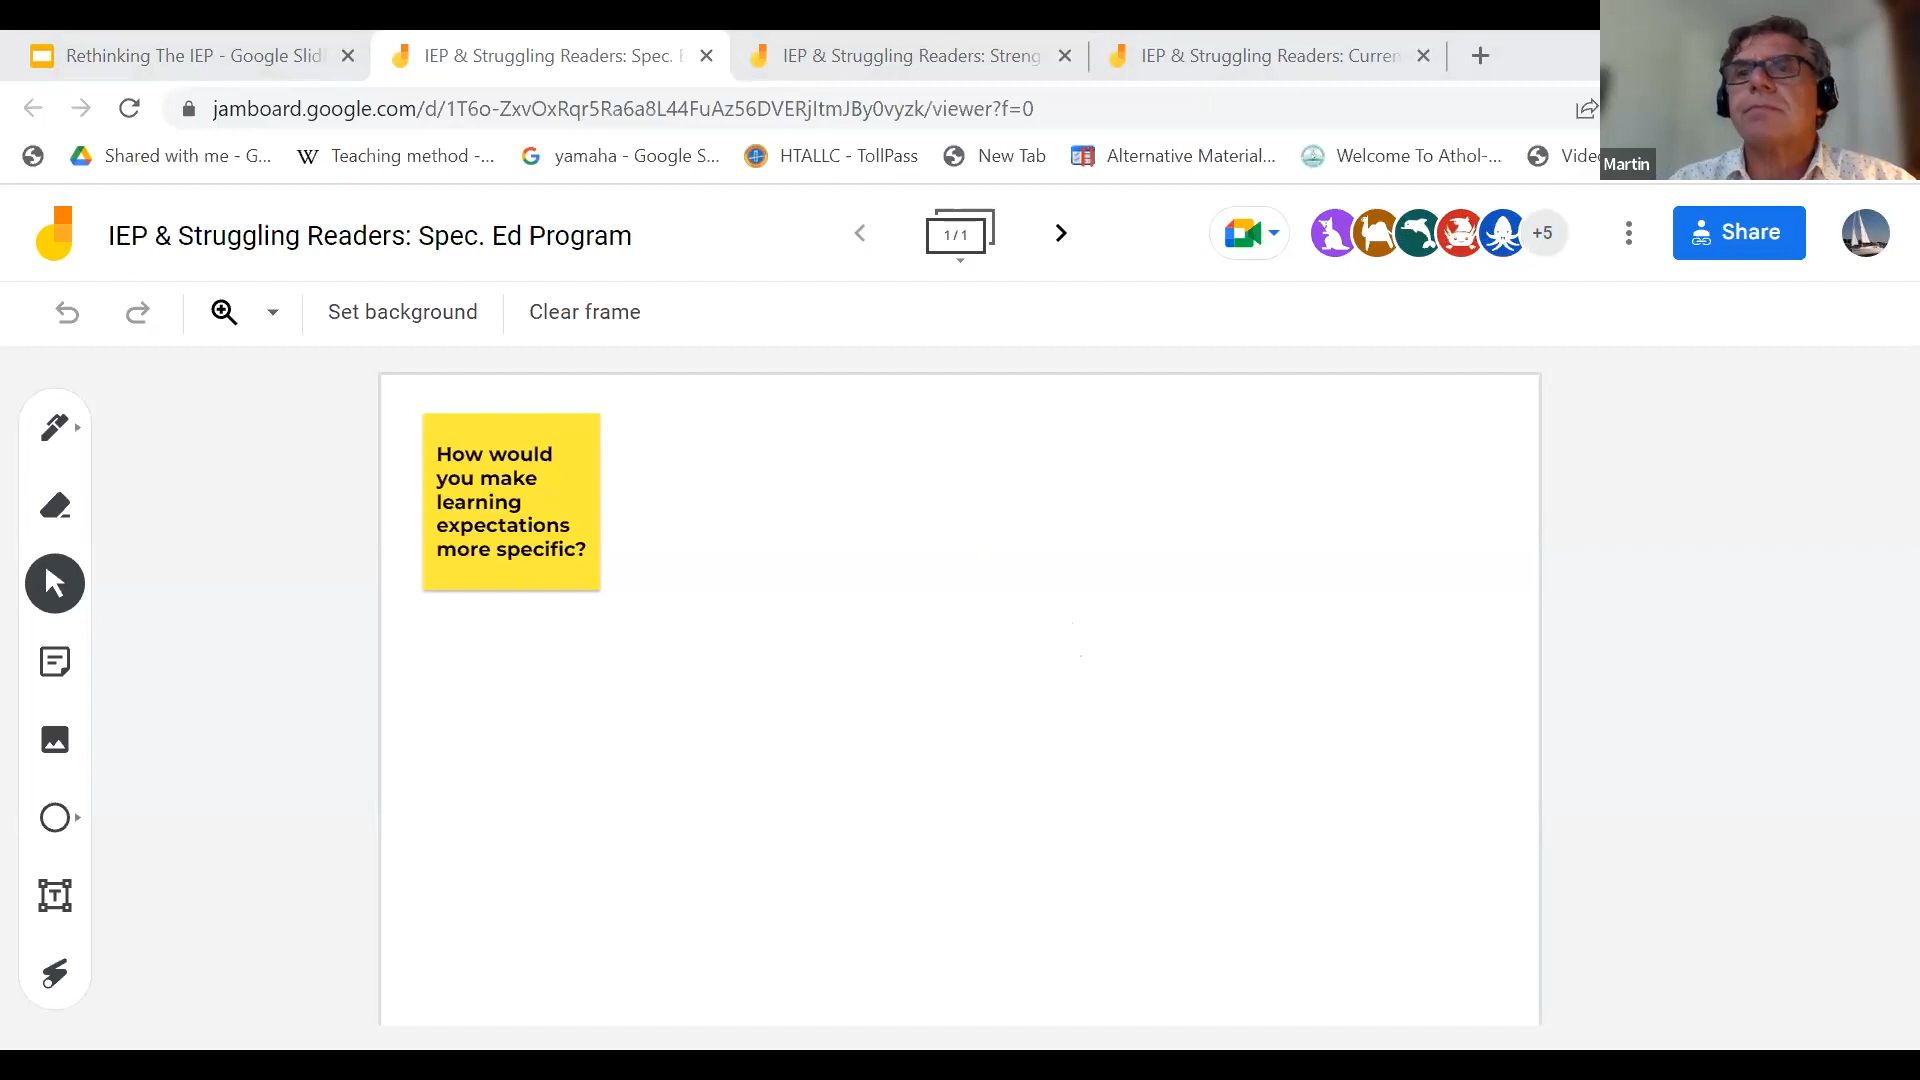 Rethinking The IEP - Google Slid
IEP & Struggling Readers: Spec. E
IEP & Struggling Readers: Streng
IEP & Struggling Readers: Curren
jamboard.google.com/d/1T6o-ZxvOxRqr5Ra6a8L44FuAz56DVERjItmJBy0vyzk/viewer?f=0
Shared with me - G...
W Teaching method -...
G yamaha - Google S...
HTALLC - TollPass
New Tab
Alternative Material...
Welcome To Athol-...
Vide
Martin
IEP & Struggling Readers: Spec. Ed Program
1 / 1
+5
Share
Set background
Clear frame
How would
you make
learning
expectations
more specific?
T